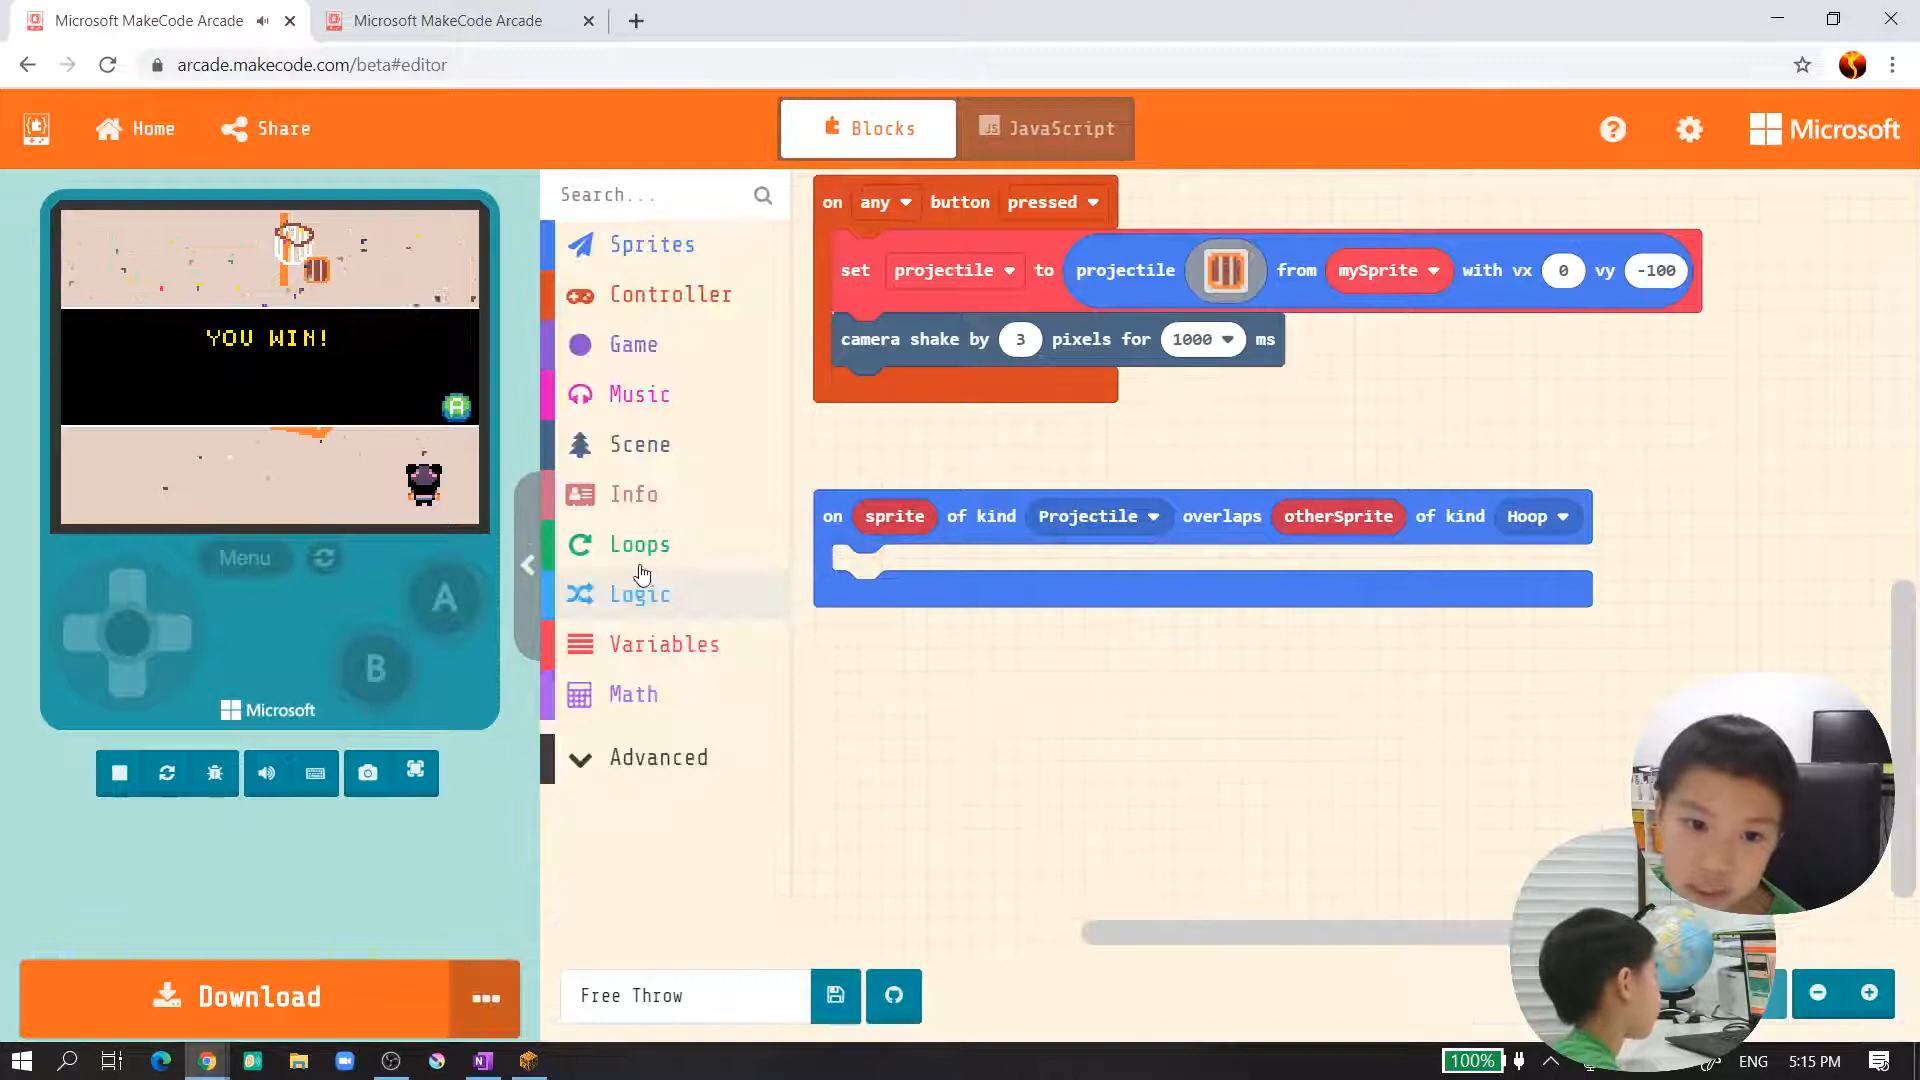 Microsoft MakeCode Arcade
Microsoft MakeCode Arcade
arcade.makecode.com/beta#editor
Home
Share
Blocks
JS
JavaScript
Microsoft
YOU WIN!
A
Menu
A
B
Microsoft
Download
Search...
Sprites
Controller
Game
Music
Scene
Info
Loops
Logic
Variables
Math
Advanced
on any button pressed
set projectile to projectile from mySprite with vx 0 vy -100
camera shake by 3 pixels for 1000 ms
on sprite of kind Projectile overlaps otherSprite of kind Hoop
Free Throw
100%
ENG
5:15 PM